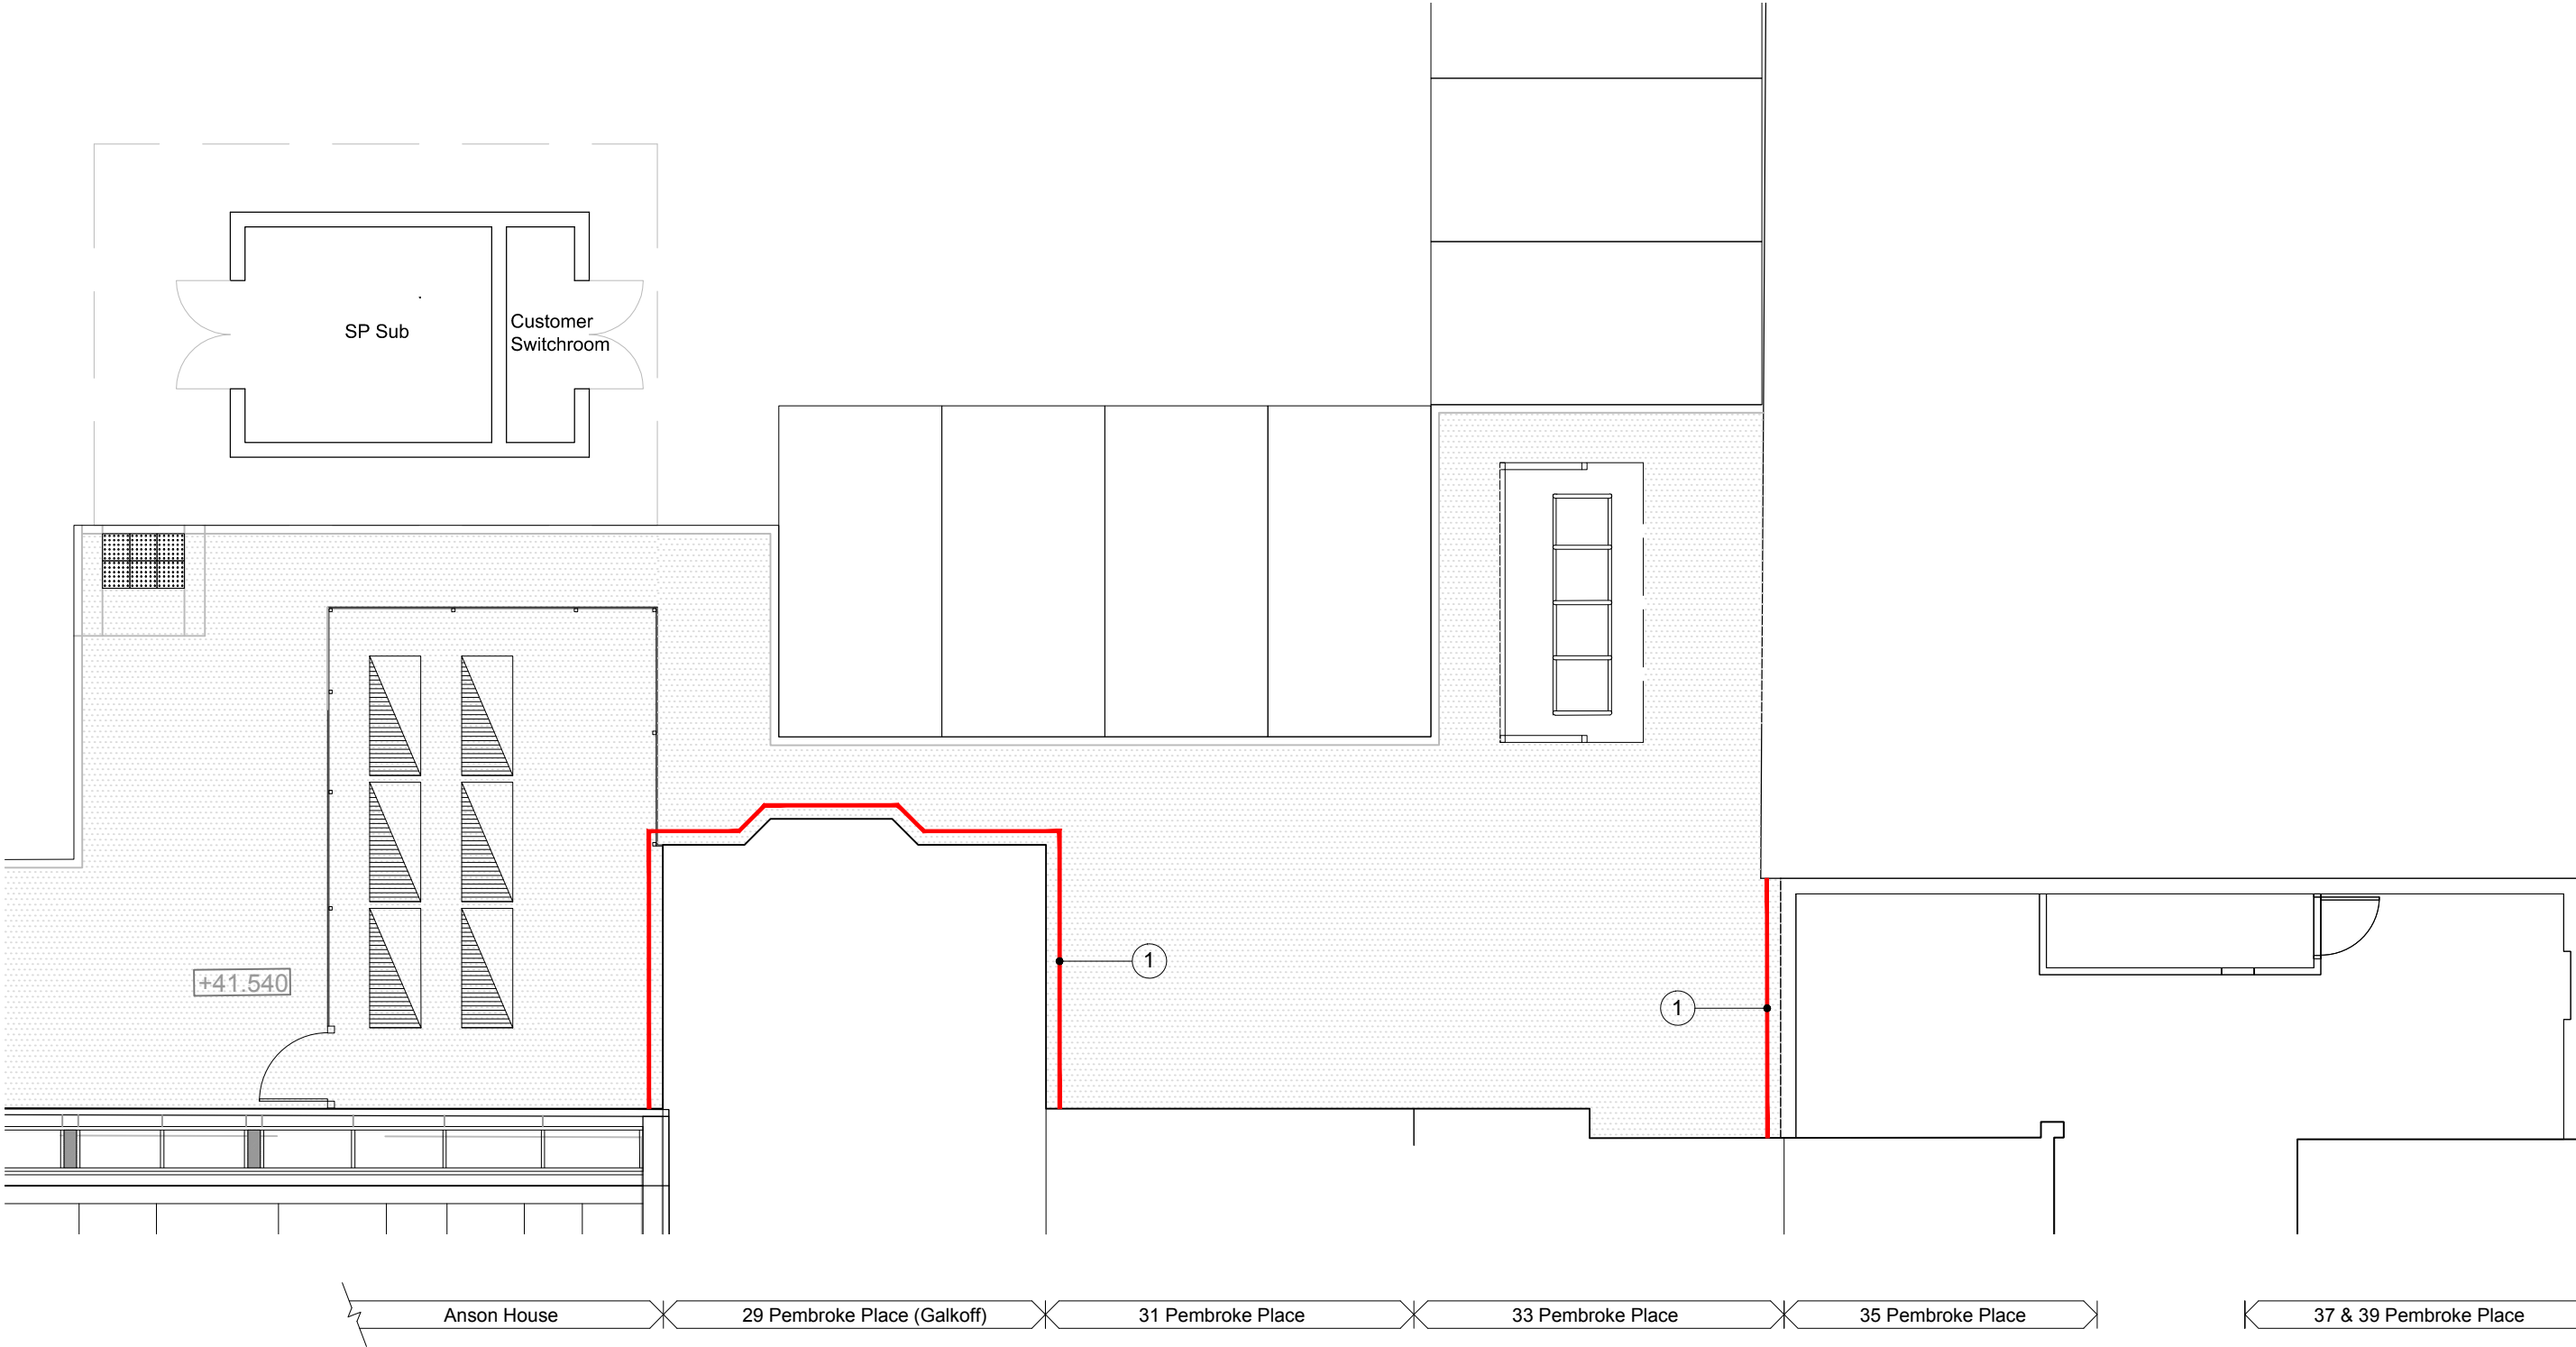 SP Sub
Customer
Switchroom
+41.540
1
1
Anson House
29 Pembroke Place (Galkoff)
31 Pembroke Place
33 Pembroke Place
35 Pembroke Place
37 & 39 Pembroke Place